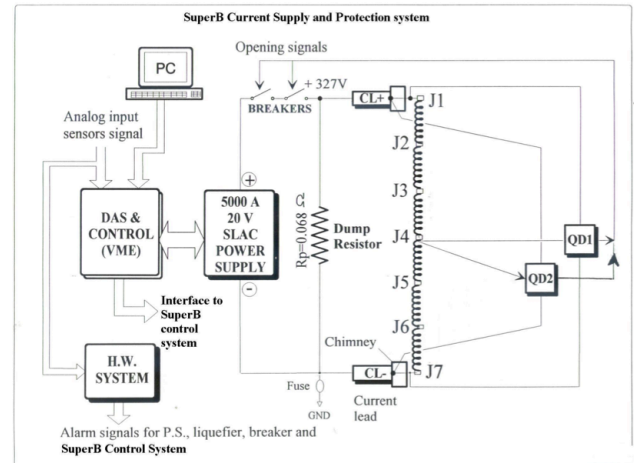 SuperB Current Supply and Protection system
Opening signals
PC
+ 327V
BREAKERS
CL+
J1
J2
J3
J4
J5
J6
J7
Analog input
sensors signal
DAS &
CONTROL
(VME)
+
5000 A
20 V
SLAC
POWER
SUPPLY
−
Rp=0.068 Ω
Dump
Resistor
QD1
QD2
Interface to
SuperB
control
system
Chimney
H.W.
SYSTEM
CL-
Fuse
GND
Current
lead
Alarm signals for P.S., liquefier, breaker and
SuperB Control System